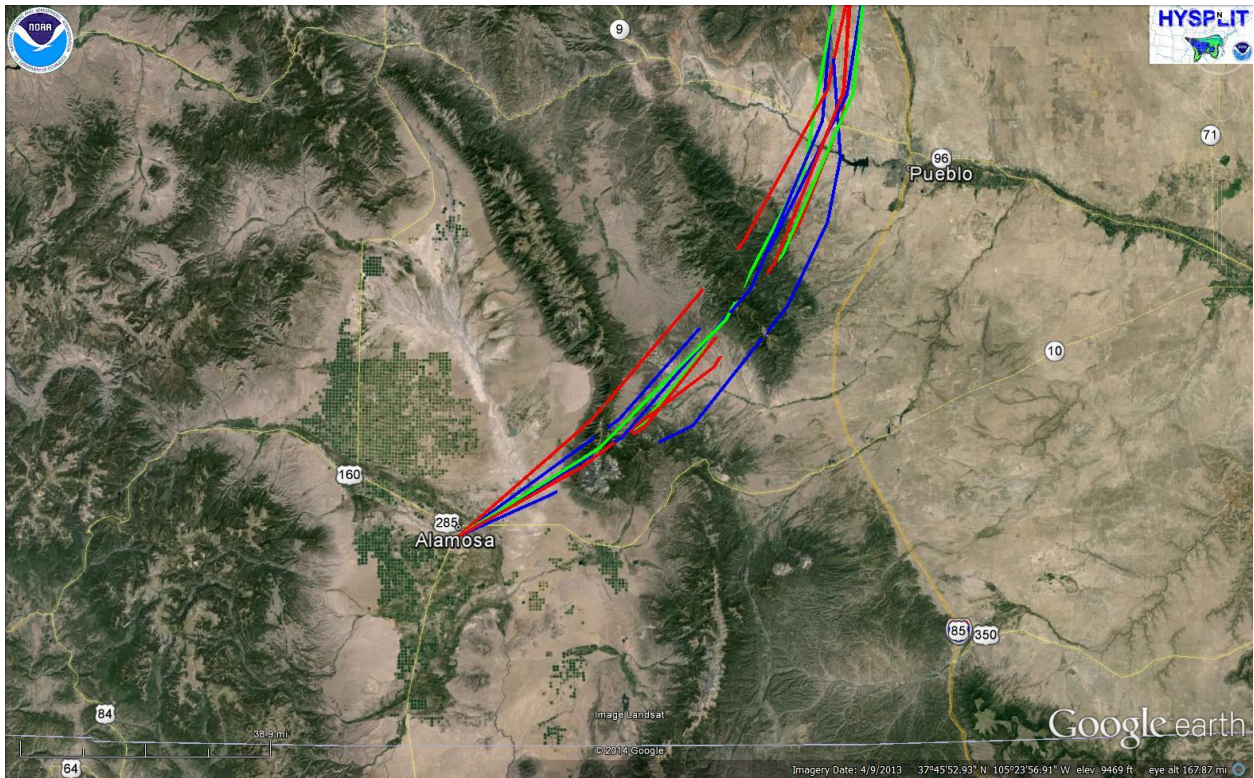 NOAA
9
HYSPLIT
N
71
96
Pueblo
10
160
285
Alamosa
85
350
84
Image Landsat
Google earth
38.9 mi
© 2014 Google
64
Imagery Date: 4/9/2013 37°45'52.93" N 105°23'56.91" W elev 9469 ft eye alt 167.87 mi